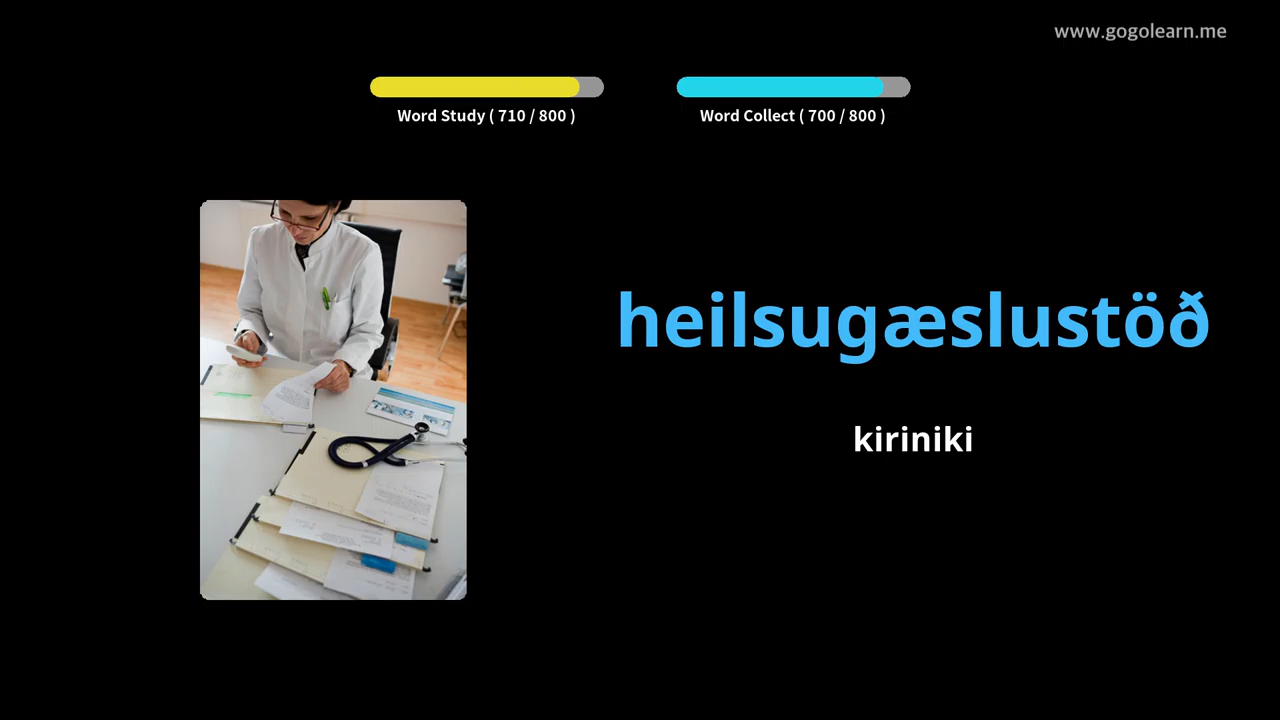 www.gogolearn.me
Word Study ( 710 / 800 )
Word Collect ( 700 / 800 )
heilsugæslustöð
kiriniki